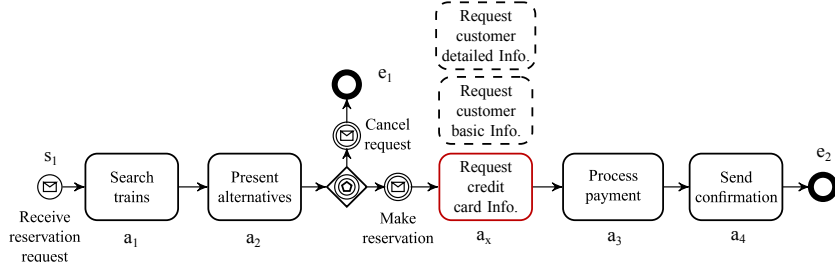 Request
customer
detailed Info.
Request
customer
basic Info.
e1
Cancel
request
s1
Search
trains
Present
alternatives
Request
credit
card Info.
Process
payment
Send
confirmation
e2
Receive
reservation
request
Make
reservation
a1
a2
ax
a3
a4